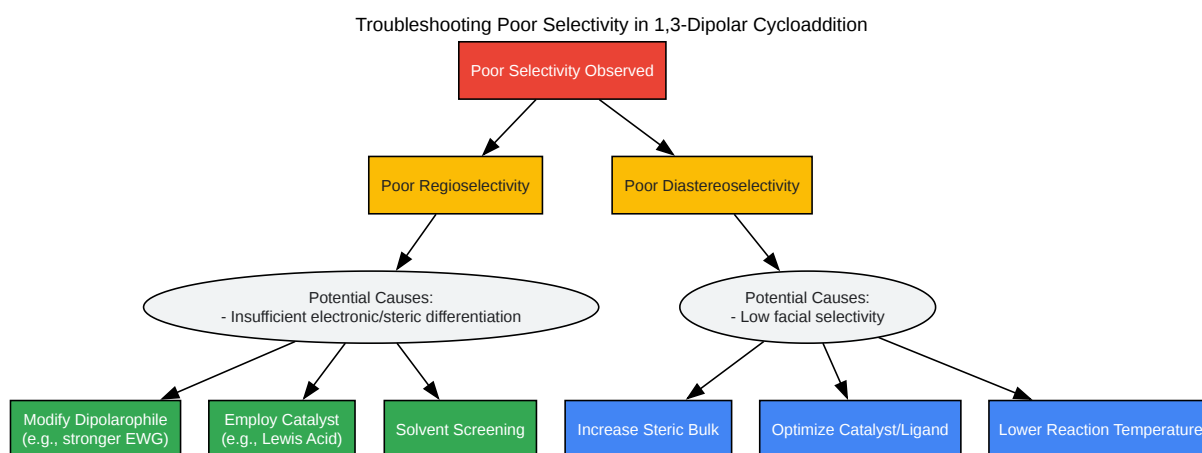 Troubleshooting Poor Selectivity in 1,3-Dipolar Cycloaddition
Poor Selectivity Observed
Poor Regioselectivity
Poor Diastereoselectivity
Potential Causes:
- Insufficient electronic/steric differentiation
Potential Causes:
- Low facial selectivity
Modify Dipolarophile
(e.g., stronger EWG)
Employ Catalyst
(e.g., Lewis Acid)
Solvent Screening
Increase Steric Bulk
Optimize Catalyst/Ligand
Lower Reaction Temperature